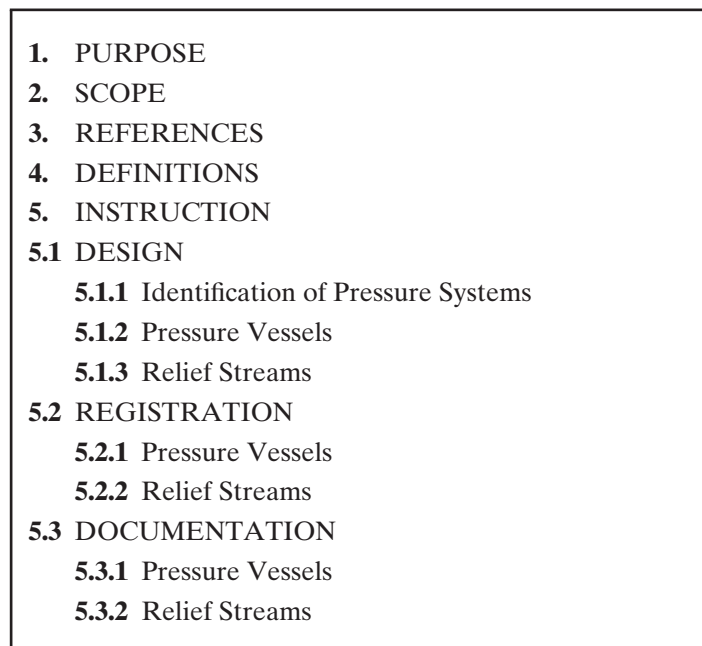 1. PURPOSE
2. SCOPE
3. REFERENCES
4. DEFINITIONS
5. INSTRUCTION
5.1 DESIGN
5.1.1 Identification of Pressure Systems
5.1.2 Pressure Vessels
5.1.3 Relief Streams
5.2 REGISTRATION
5.2.1 Pressure Vessels
5.2.2 Relief Streams
5.3 DOCUMENTATION
5.3.1 Pressure Vessels
5.3.2 Relief Streams